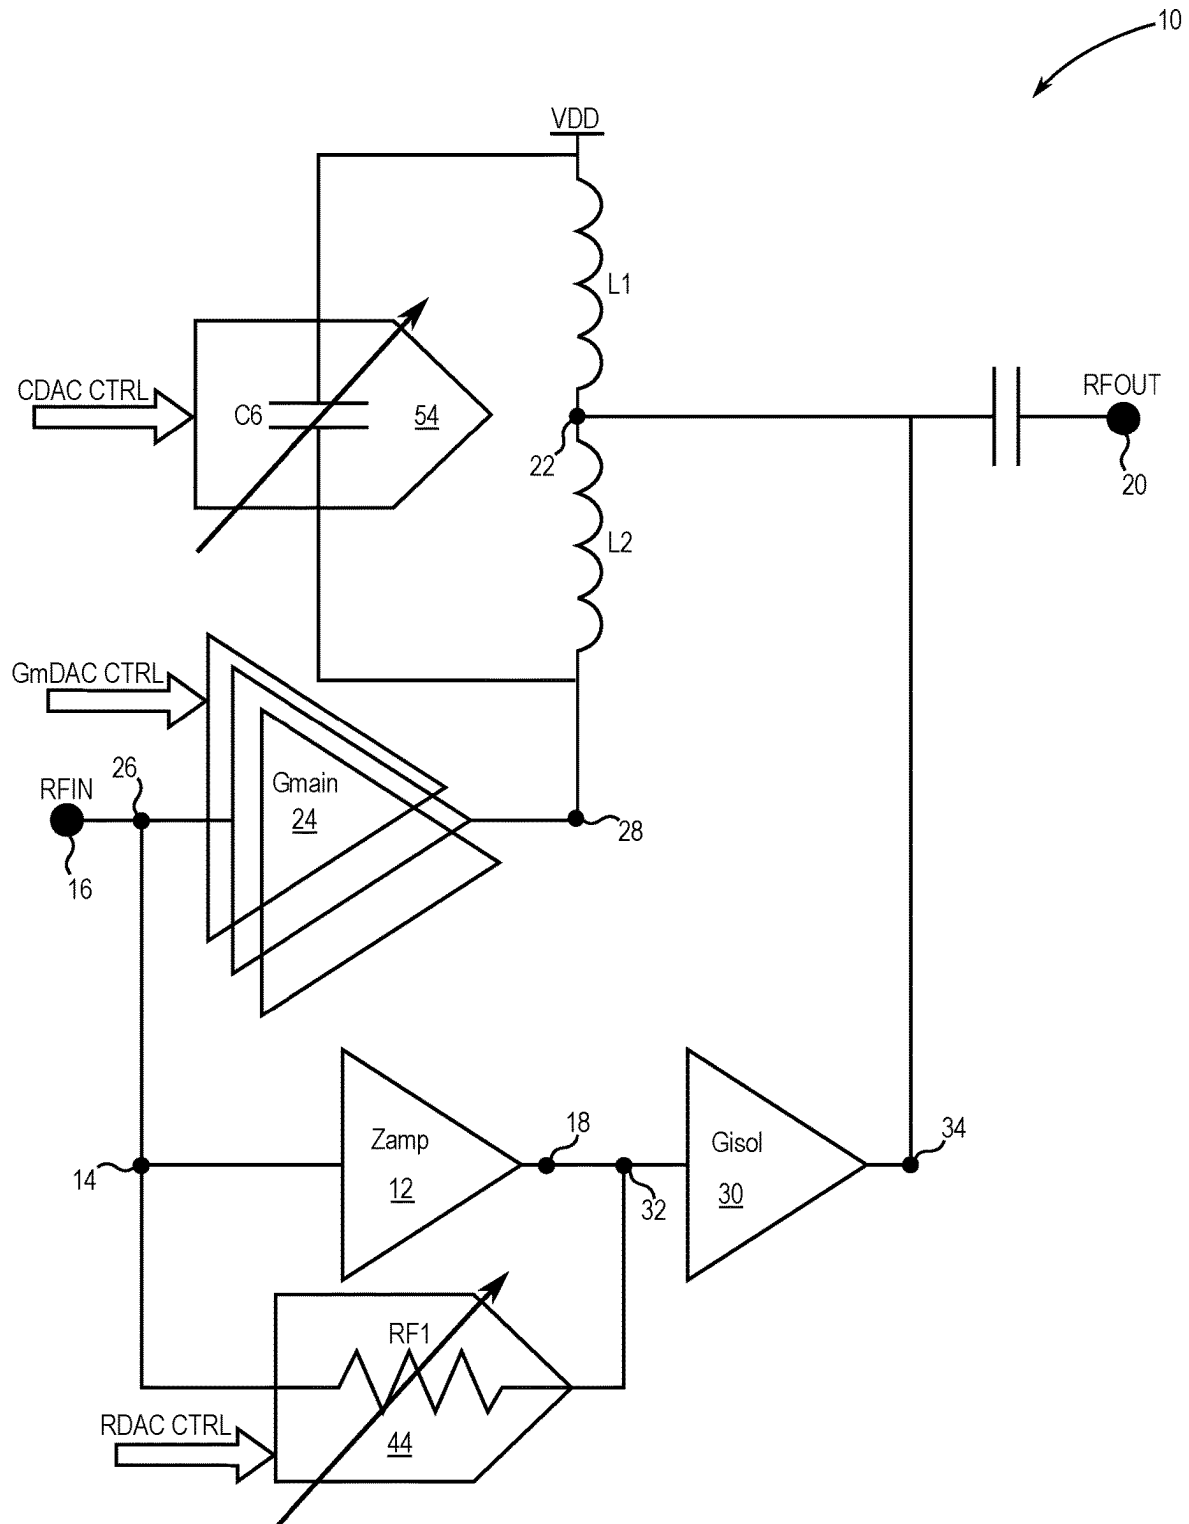 10
VDD
L1
CDAC CTRL
C6
54
RFOUT
22
20
L2
GmDAC CTRL
26
RFIN
Gmain
24
28
16
18
34
Zamp
Gisol
14
12
32
30
RF1
RDAC CTRL
44